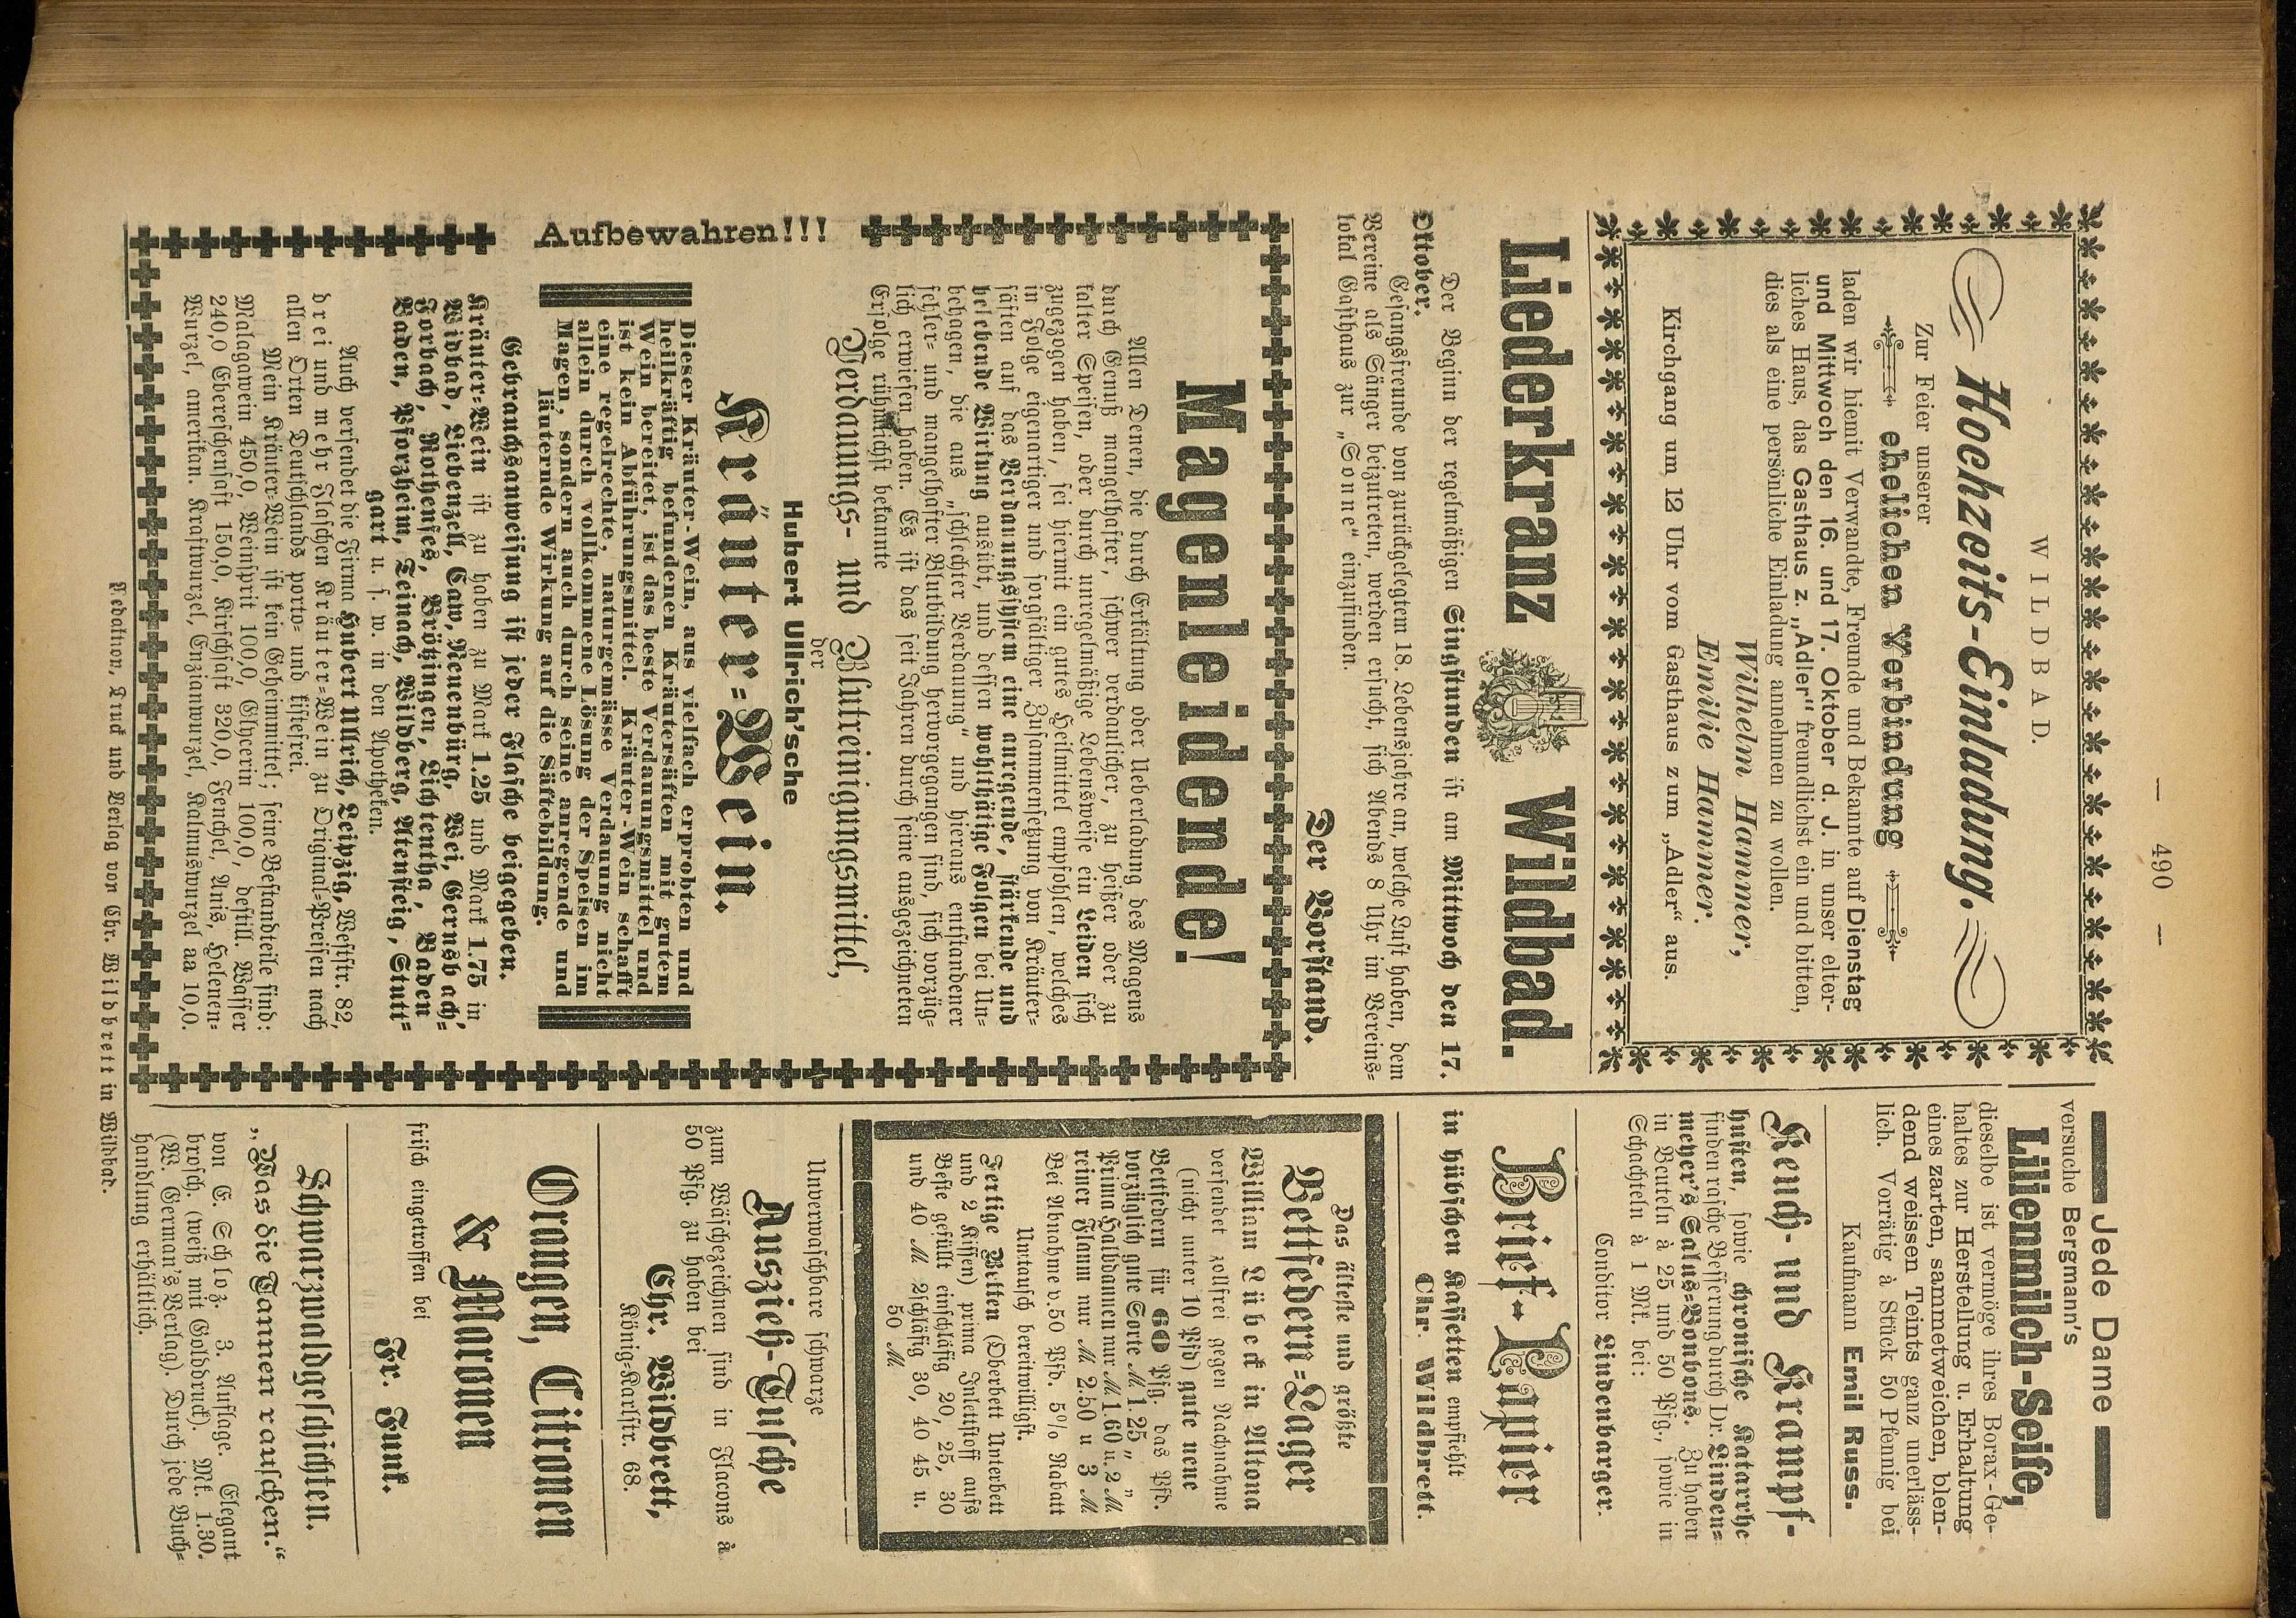 — 490 —
WILDBAD.
Hochzeits-Einladung.
Zur Feier unserer
ehelichen Verbindung
laden wir hiemit Verwandte, Freunde und Bekannte auf Dienstag
und Mittwoch den 16. und 17. Oktober d. J. in unser elter-
liches Haus, das Gasthaus z. „Adler" freundlichst ein und bitten,
dies als eine persönliche Einladung annehmen zu wollen.
Wilhelm Hammer,
Emilie Hammer.
Kirchgang um 12 Uhr vom Gasthaus zum „Adler" aus.
Liederkranz Wildbad.
Der Beginn der regelmäßigen Singstunden ist am Mittwoch den 17.
Oktober.
Gesangsfreunde von zurückgelegtem 18. Lebensjahre an, welche Lust haben, dem
Vereine als Sänger beizutreten, werden ersucht, sich Abends 8 Uhr im Vereins-
lokal Gasthaus zur „Sonne" einzufinden.
Der Vorstand.
Aufbewahren!!!
Magenleidende!
Allen Denen, die durch Erkältung oder Ueberladung des Magens
durch Genuß mangelhafter, schwer verdaulicher, zu heißer oder zu
kalter Speisen, oder durch unregelmäßige Lebensweise ein Leiden sich
zugezogen haben, sei hiermit ein gutes Heilmittel empfohlen, welches
in Folge eigenartiger und sorgfältiger Zusammensetzung von Kräuter-
säften auf das Verdauungssystem eine anregende, stärkende und
belebende Wirkung ausübt, und dessen wohlthätige Folgen bei Un-
behagen, die aus „schlechter Verdauung" und hieraus entstandener
fehler- und mangelhafter Blutbildung hervorgegangen sind, sich vorzüg-
lich erwiesen haben. Es ist das seit Jahren durch seine ausgezeichneten
Erfolge rühmlichst bekannte
Verdauungs- und Blutreinigungsmittel,
der
Hubert Ullrich'sche
Kräuter-Wein.
Dieser Kräuter-Wein, aus vielfach erprobten und
heilkräftig befundenen Kräutersäften mit gutem
Wein bereitet, ist das beste Verdauungsmittel und
ist kein Abführungsmittel. Kräuter-Wein schafft
eine regelrechte, naturgemässe Verdauung nicht
allein durch vollkommene Lösung der Speisen im
Magen, sondern auch durch seine anregende und
läuternde Wirkung auf die Säftebildung.
Gebrauchsanweisung ist jeder Flasche beigegeben.
Kräuter-Wein ist zu haben zu Mark 1.25 und Mark 1.75 in
Widbad, Liebenzell, Caw, Neuenbürg, Wei, Gernsbach,
Forbach, Rothenfes, Brötzingen, Lichtentha, Baden
Baden, Pforzheim, Teinach, Wildberg, Atensteig, Stutt-
gart u. s. w. in den Apotheken.
Auch versendet die Firma Hubert Ullrich, Leipzig, Weststr. 82,
drei und mehr Flaschen Kräuter-Wein zu Original-Preisen nach
allen Orten Deutschlands porto- und kistefrei.
Mein Kräuter-Wein ist kein Geheimmittel; seine Bestandteile sind:
Malagawein 450,0, Weinsprit 100,0, Glycerin 100,0, destill. Wasser
240,0 Ebereschensaft 150,0, Kirschsaft 320,0, Fenchel, Anis, Helenen-
Wurzel, amerikan. Kraftwurzel, Enzianwurzel, Kalmuswurzel aa 10,0.
Jede Dame
versuche Bergmann's
Lilienmilch-Seife,
dieselbe ist vermöge ihres Borax-Ge-
haltes zur Herstellung u. Erhaltung
eines zarten, sammetweichen, blen-
dend weissen Teints ganz unerläss-
lich. Vorrätig à Stück 50 Pfennig bei
Kaufmann Emil Russ.
Keuch- und Krampf-
husten, sowie chronische Katarrhe
finden rasche Besserung durch Dr. Linden-
meyer's Salus-Bonbons. Zu haben
in Beuteln à 25 und 50 Pfg., sowie in
Schachteln à 1 Mk. bei:
Conditor Lindenbarger.
Brief-Papier
in hübschen Kassetten empfiehlt
Chr. Wildbrett.
Das älteste und größte
Bettfedern-Lager
William Lübeck in Altona
versendet zollfrei gegen Nachnahme
(nicht unter 10 Pfd) gute neue
Bettfedern für 60 Pfg. das Pfd.
vorzüglich gute Sorte M. 1.25 „ „
Prima Halbdaunen nur M. 1.60 u. 2 M.
reiner Flaum nur M. 2.50 u 3 M
Bei Abnahme v. 50 Pfd. 5% Rabatt
Umtausch bereitwilligst.
Fertige Betten (Oberbett Unterbett
und 2 Kissen) prima Inlettstoff aufs
Beste gefüllt einschläfig 20, 25, 30
und 40 M 2schläfig 30, 40 45 u.
50 M.
Unverwaschbare schwarze
Auszieh-Tusche
zum Wäschezeichnen sind in Flacons à
50 Pfg. zu haben bei
Chr. Wildbrett,
König-Karlstr. 68.
Orangen, Citronen
& Maronen
frisch eingetroffen bei
Fr. Funk.
Schwarzwaldgeschichten.
„Was die Tannen rauschen."
von E. Schloz. 3. Auflage. Elegant
brosch. (weiß mit Golddruck). Mk. 1.30.
(W. German's Verlag). Durch jede Buch-
handlung erhältlich.
Redaktion, Druck und Verlag von Chr. Wildbrett in Wildbad.